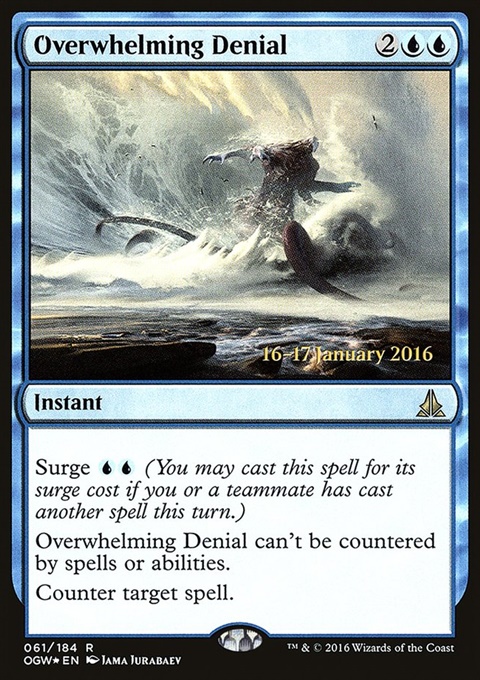 Overwhelming Denial 2
16–17 January 2016
Instant
Surge (You may cast this spell for its
surge cost if you or a teammate has cast
another spell this turn.)
Overwhelming Denial can't be countered
by spells or abilities.
Counter target spell.
061/184 R
OGW★EN Jama Jurabaev
™ & © 2016 Wizards of the Coast